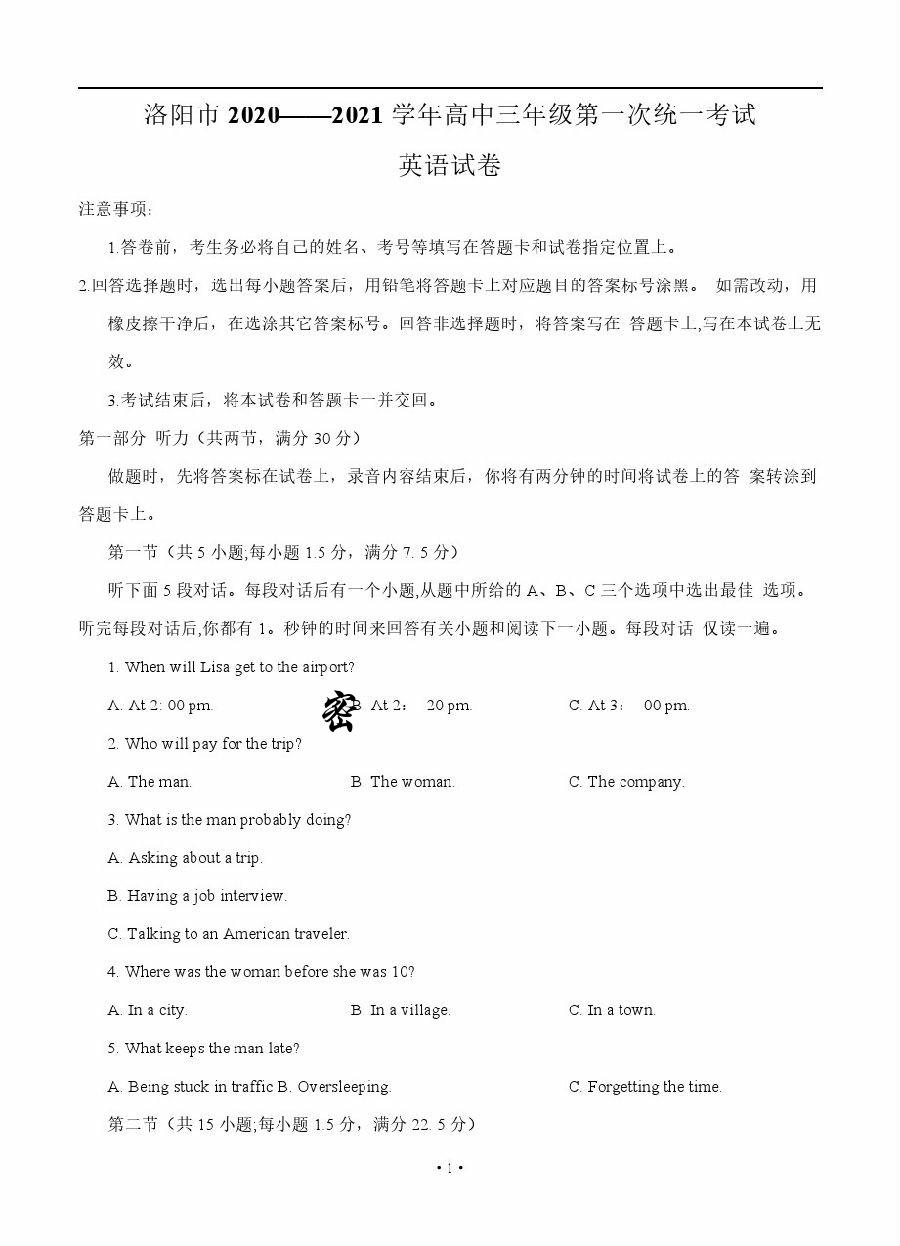 洛阳市 2020——2021 学年高中三年级第一次统一考试
英语试卷
注意事项:
1.答卷前，考生务必将自己的姓名、考号等填写在答题卡和试卷指定位置上。
2.回答选择题时，选出每小题答案后，用铅笔将答题卡上对应题目的答案标号涂黑。 如需改动，用
橡皮擦干净后，在选涂其它答案标号。回答非选择题时，将答案写在 答题卡上,写在本试卷上无
效。
3.考试结束后，将本试卷和答题卡一并交回。
第一部分 听力（共两节，满分 30 分）
做题时，先将答案标在试卷上，录音内容结束后，你将有两分钟的时间将试卷上的答 案转涂到
答题卡上。
第一节（共 5 小题;每小题 1.5 分，满分 7. 5 分）
听下面 5 段对话。每段对话后有一个小题,从题中所给的 A、B、C 三个选项中选出最佳 选项。
听完每段对话后,你都有 1。秒钟的时间来回答有关小题和阅读下一小题。每段对话 仅读一遍。
1. When will Lisa get to the airport?
A. At 2: 00 pm. 密 B At 2： 20 pm. C. At 3： 00 pm.
2. Who will pay for the trip?
A. The man. B The woman. C. The company.
3. What is the man probably doing?
A. Asking about a trip.
B. Having a job interview.
C. Talking to an American traveler.
4. Where was the woman before she was 10?
A. In a city. B In a village. C. In a town.
5. What keeps the man late?
A. Being stuck in traffic B. Oversleeping. C. Forgetting the time.
第二节（共 15 小题;每小题 1.5 分，满分 22. 5 分）
• 1 •